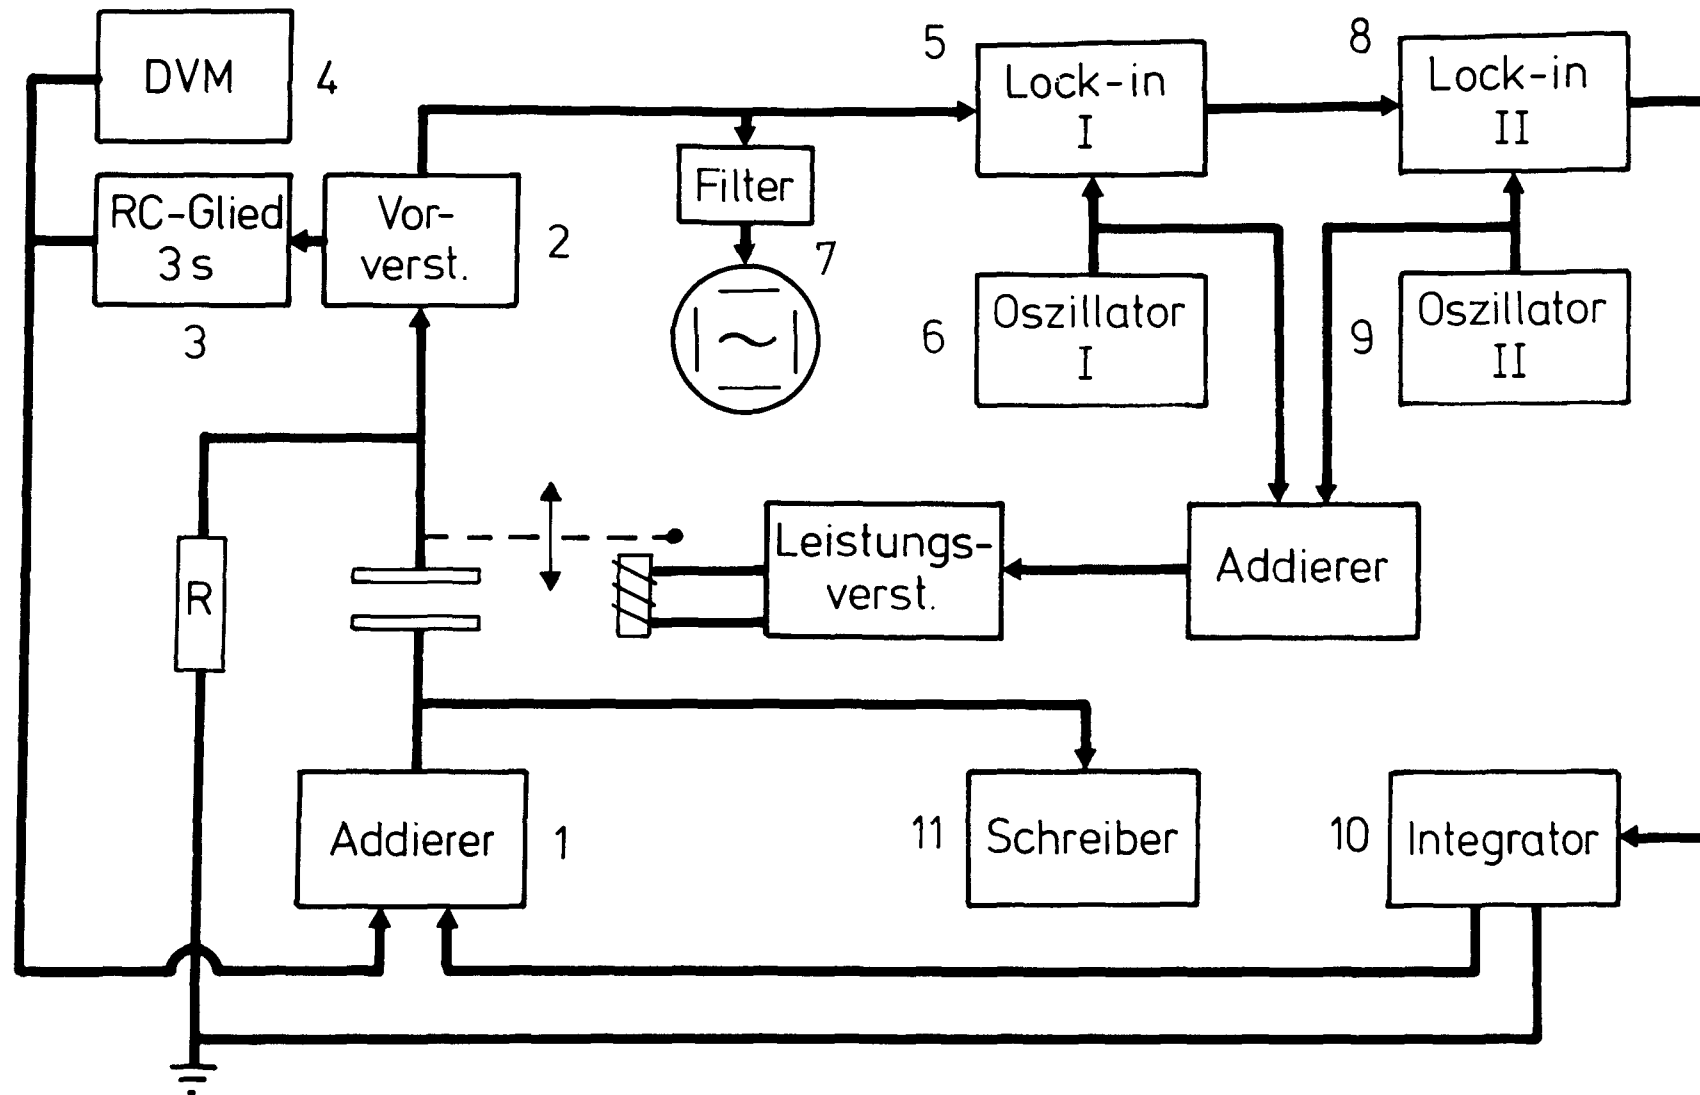 DVM
4
5
Lock-in
I
8
Lock-in
II
RC-Glied
3s
3
Vor-
verst.
2
Filter
7
6
Oszillator
I
9
Oszillator
II
R
Leistungs-
verst.
Addierer
Addierer
1
11
Schreiber
10
Integrator